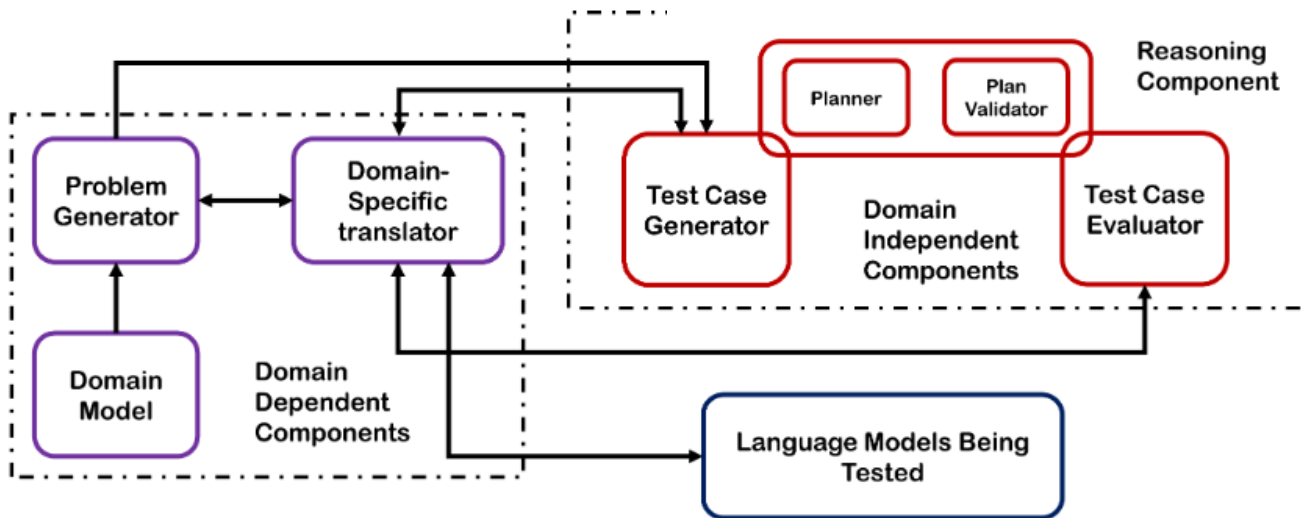 Reasoning
Component
Planner
Plan
Validator
Problem
Generator
Domain-
Specific
translator
Test Case
Generator
Domain
Independent
Components
Test Case
Evaluator
Domain
Model
Domain
Dependent
Components
Language Models Being
Tested